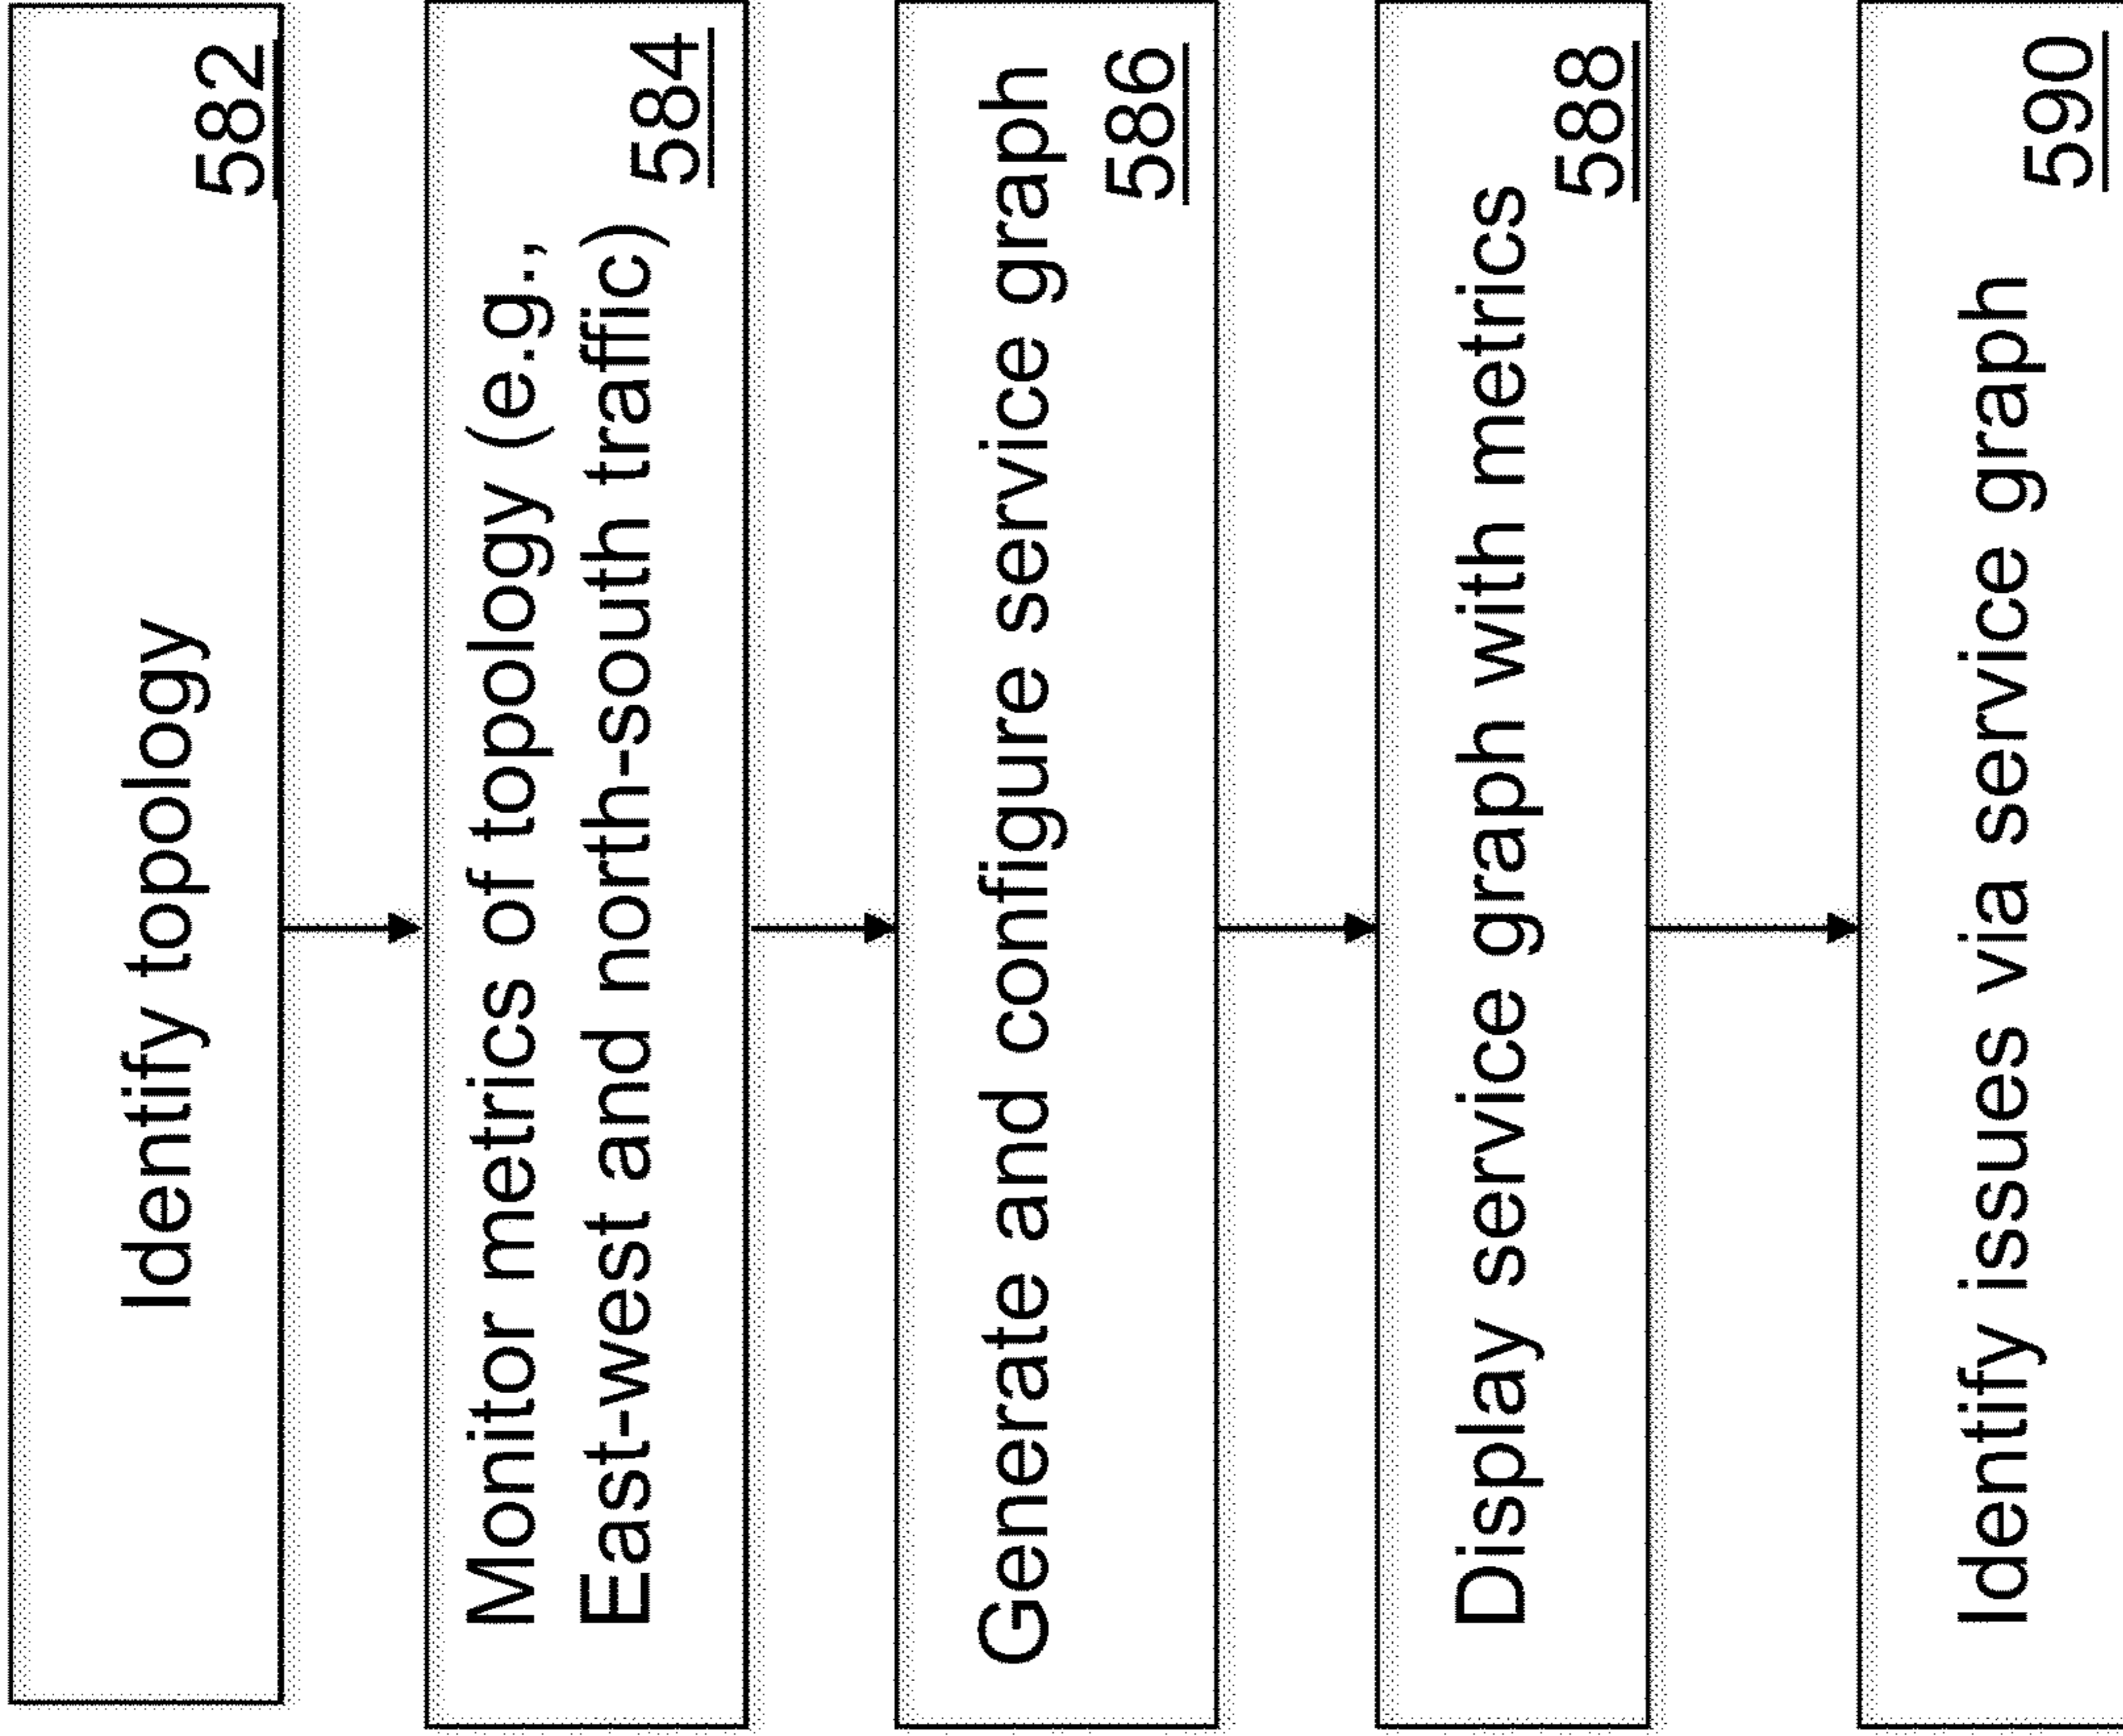 Identify topology
582
Monitor metrics of topology (e.g.,
East-west and north-south traffic)
584
Generate and configure service graph
586
Display service graph with metrics
588
Identify issues via service graph
590